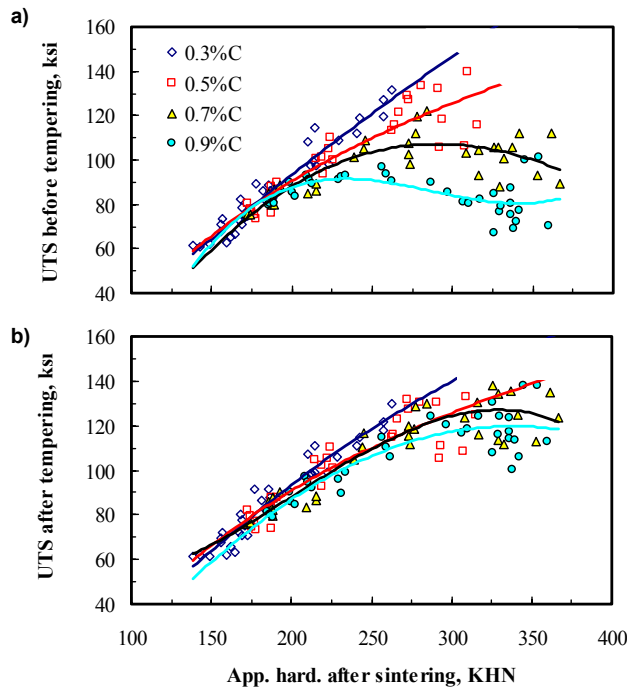 a)
160
140
120
100
80
60
40
UTS before tempering, ksi
0.3%C
0.5%C
0.7%C
0.9%C
b)
160
140
120
100
80
60
40
UTS after tempering, ksi
100 150 200 250 300 350 400
App. hard. after sintering, KHN